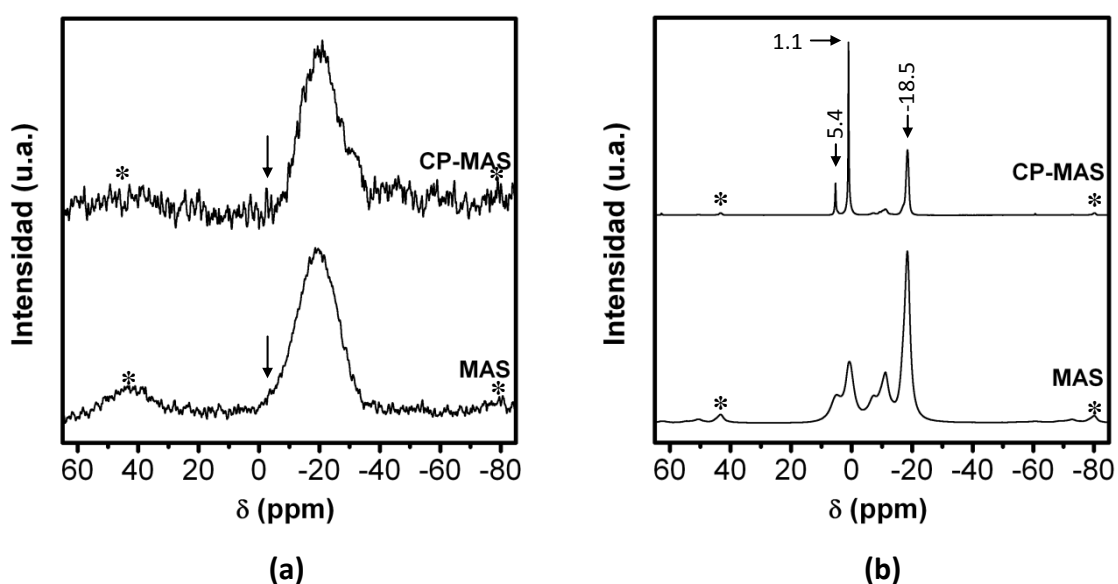 Intensidad (u.a.)
*
CP-MAS
*
*
MAS
*
60 40 20 0 -20 -40 -60 -80
δ (ppm)
(a)
Intensidad (u.a.)
1.1
5.4
-18.5
CP-MAS
*
*
MAS
*
*
60 40 20 0 -20 -40 -60 -80
δ (ppm)
(b)